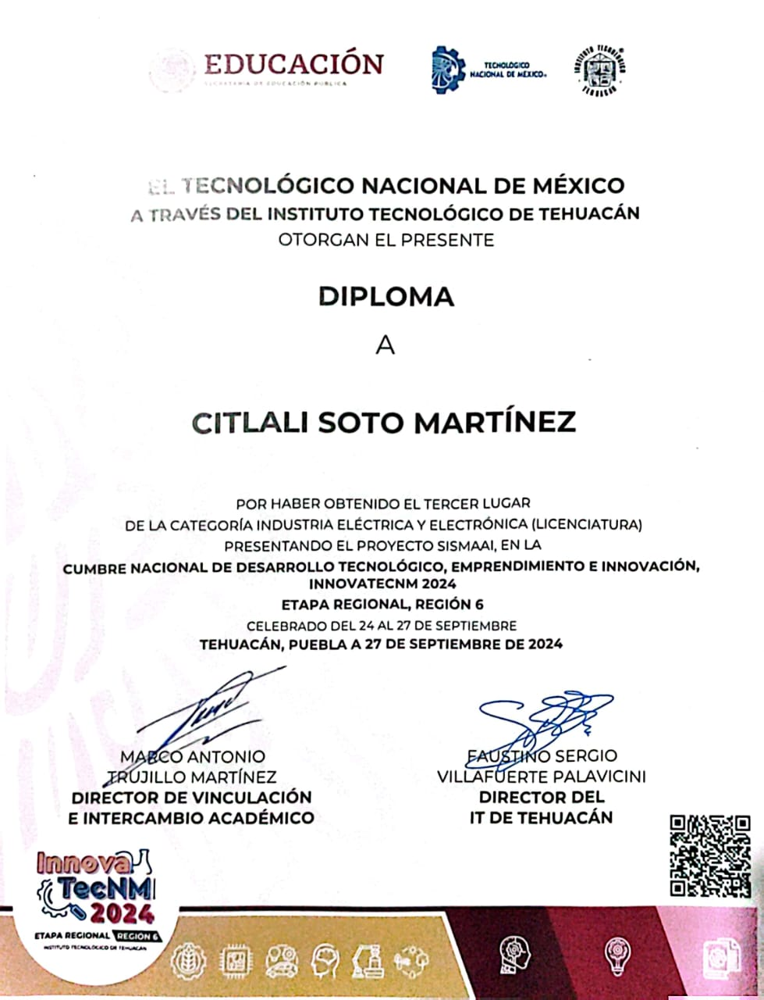 EDUCACIÓN
SECRETARÍA DE EDUCACIÓN PÚBLICA
TECNOLÓGICO
NACIONAL DE MÉXICO®
INSTITUTO TECNOLÓGICO
TEHUACÁN
EL TECNOLÓGICO NACIONAL DE MÉXICO
A TRAVÉS DEL INSTITUTO TECNOLÓGICO DE TEHUACÁN
OTORGAN EL PRESENTE
DIPLOMA
A
CITLALI SOTO MARTÍNEZ
POR HABER OBTENIDO EL TERCER LUGAR
DE LA CATEGORÍA INDUSTRIA ELÉCTRICA Y ELECTRÓNICA (LICENCIATURA)
PRESENTANDO EL PROYECTO SISMAAI, EN LA
CUMBRE NACIONAL DE DESARROLLO TECNOLÓGICO, EMPRENDIMIENTO E INNOVACIÓN,
INNOVATECNM 2024
ETAPA REGIONAL, REGIÓN 6
CELEBRADO DEL 24 AL 27 DE SEPTIEMBRE
TEHUACÁN, PUEBLA A 27 DE SEPTIEMBRE DE 2024
MARCO ANTONIO
TRUJILLO MARTÍNEZ
DIRECTOR DE VINCULACIÓN
E INTERCAMBIO ACADÉMICO
FAUSTINO SERGIO
VILLAFUERTE PALAVICINI
DIRECTOR DEL
IT DE TEHUACÁN
Innova
TecNM
2024
ETAPA REGIONAL REGIÓN 6
INSTITUTO TECNOLÓGICO DE TEHUACÁN